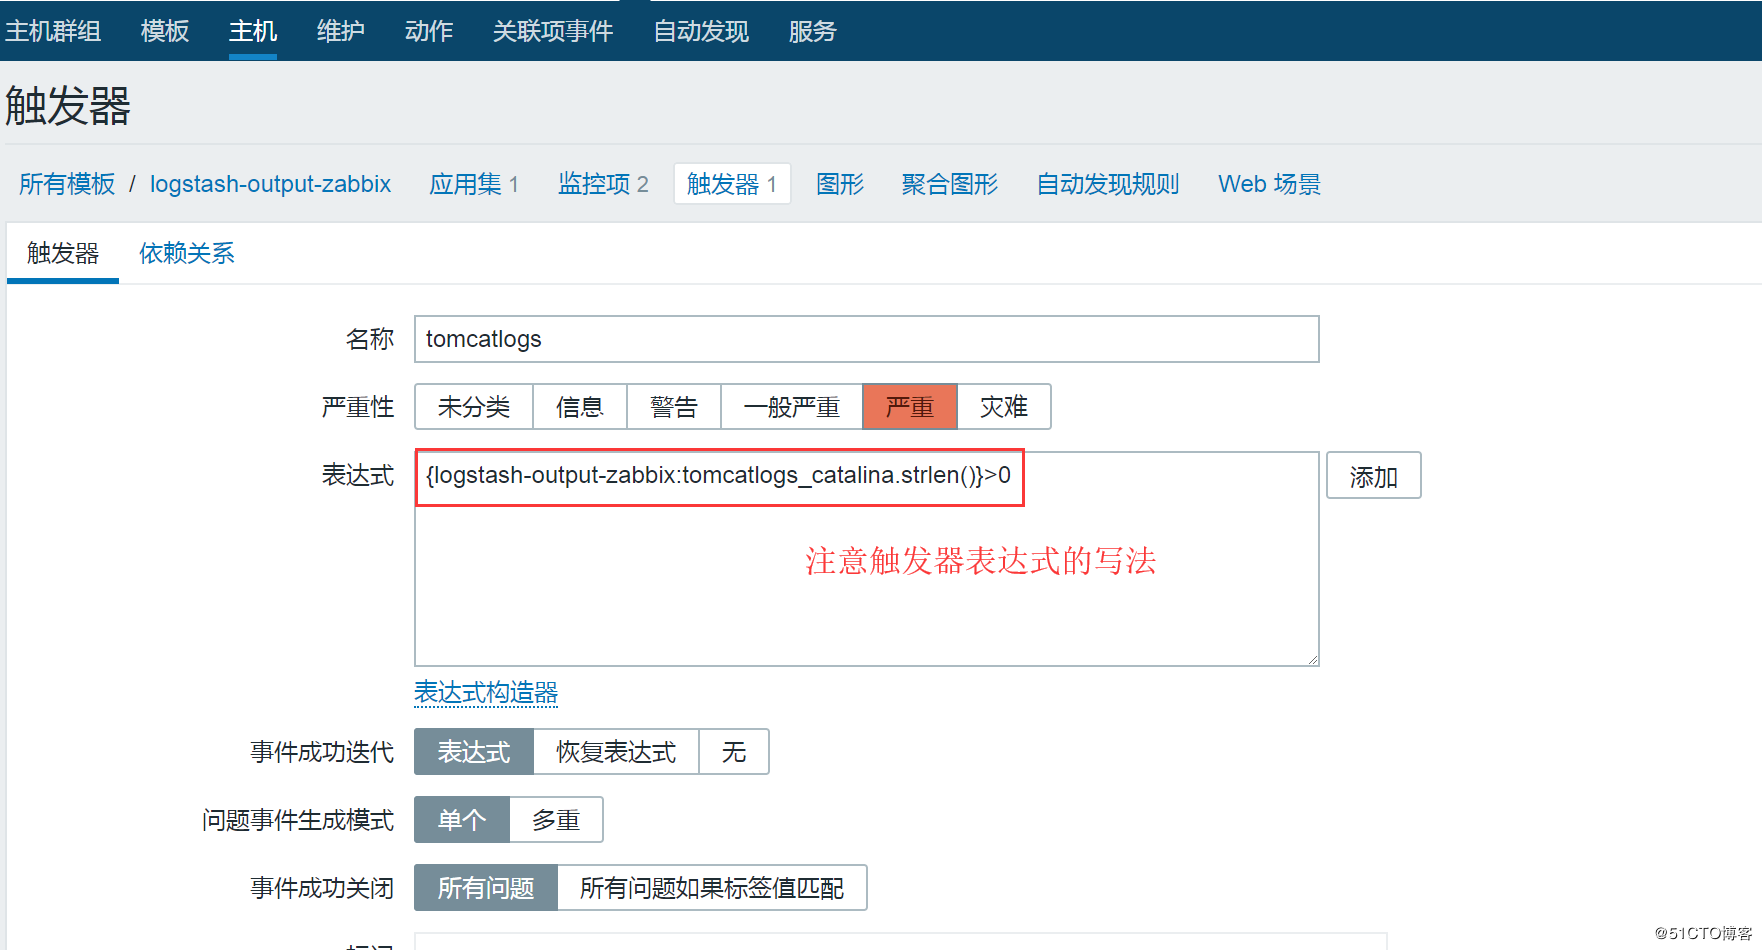 主机群组 模板 主机 维护 动作 关联项事件 自动发现 服务
触发器
所有模板 / logstash-output-zabbix 应用集 1 监控项 2 触发器 1 图形 聚合图形 自动发现规则 Web 场景
触发器 依赖关系
名称 tomcatlogs
严重性 未分类 信息 警告 一般严重 严重 灾难
表达式 {logstash-output-zabbix:tomcatlogs_catalina.strlen()}>0 添加
注意触发器表达式的写法
表达式构造器
事件成功迭代 表达式 恢复表达式 无
问题事件生成模式 单个 多重
事件成功关闭 所有问题 所有问题如果标签值匹配
@51CTO博客